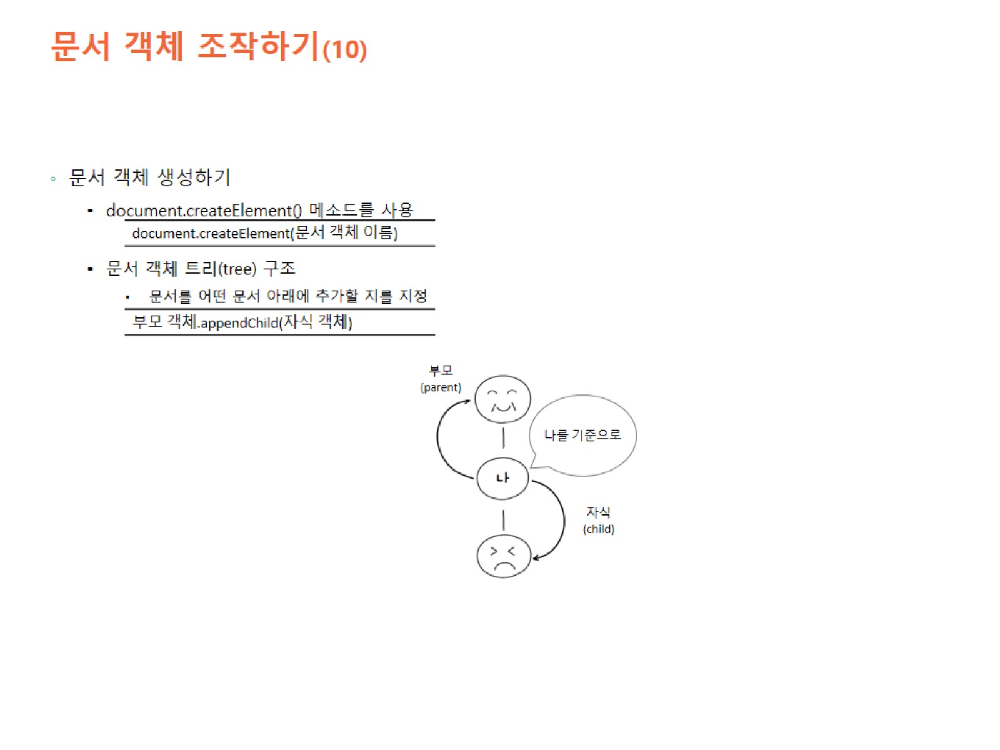 문서 객체 조작하기(10)
◦ 문서 객체 생성하기
▪ document.createElement() 메소드를 사용
document.createElement(문서 객체 이름)
▪ 문서 객체 트리(tree) 구조
• 문서를 어떤 문서 아래에 추가할 지를 지정
부모 객체.appendChild(자식 객체)
부모
(parent)
나를 기준으로
나
자식
(child)